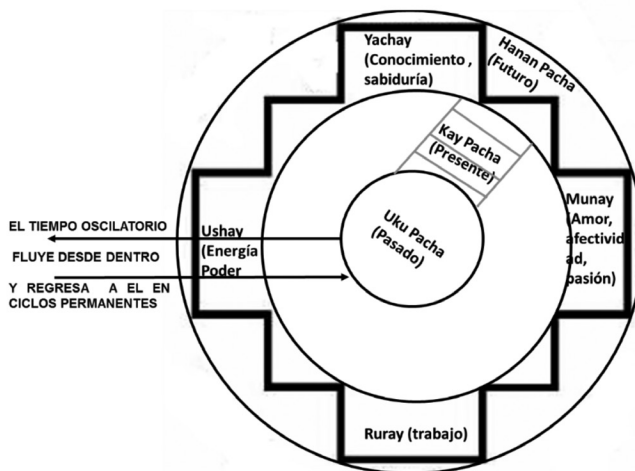 Yachay
(Conocimiento ,
sabiduría)
Hanan Pacha
(Futuro)
Kay Pacha
(Presente)
Uku Pacha
(Pasado)
Munay
(Amor,
afectivid
ad,
pasión)
Ushay
(Energía
Poder
EL TIEMPO OSCILATORIO
FLUYE DESDE DENTRO
Y REGRESA A EL EN
CICLOS PERMANENTES
Ruray (trabajo)